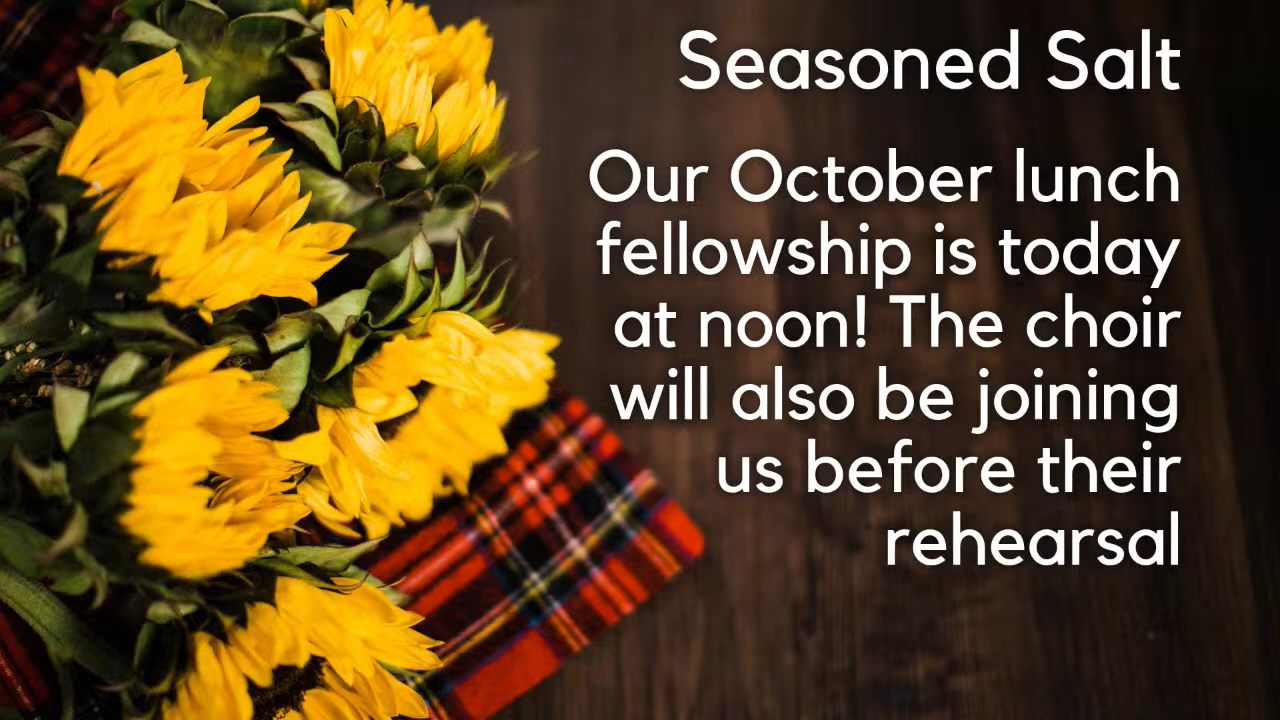 Seasoned Salt
Our October lunch
fellowship is today
at noon! The choir
will also be joining
us before their
rehearsal